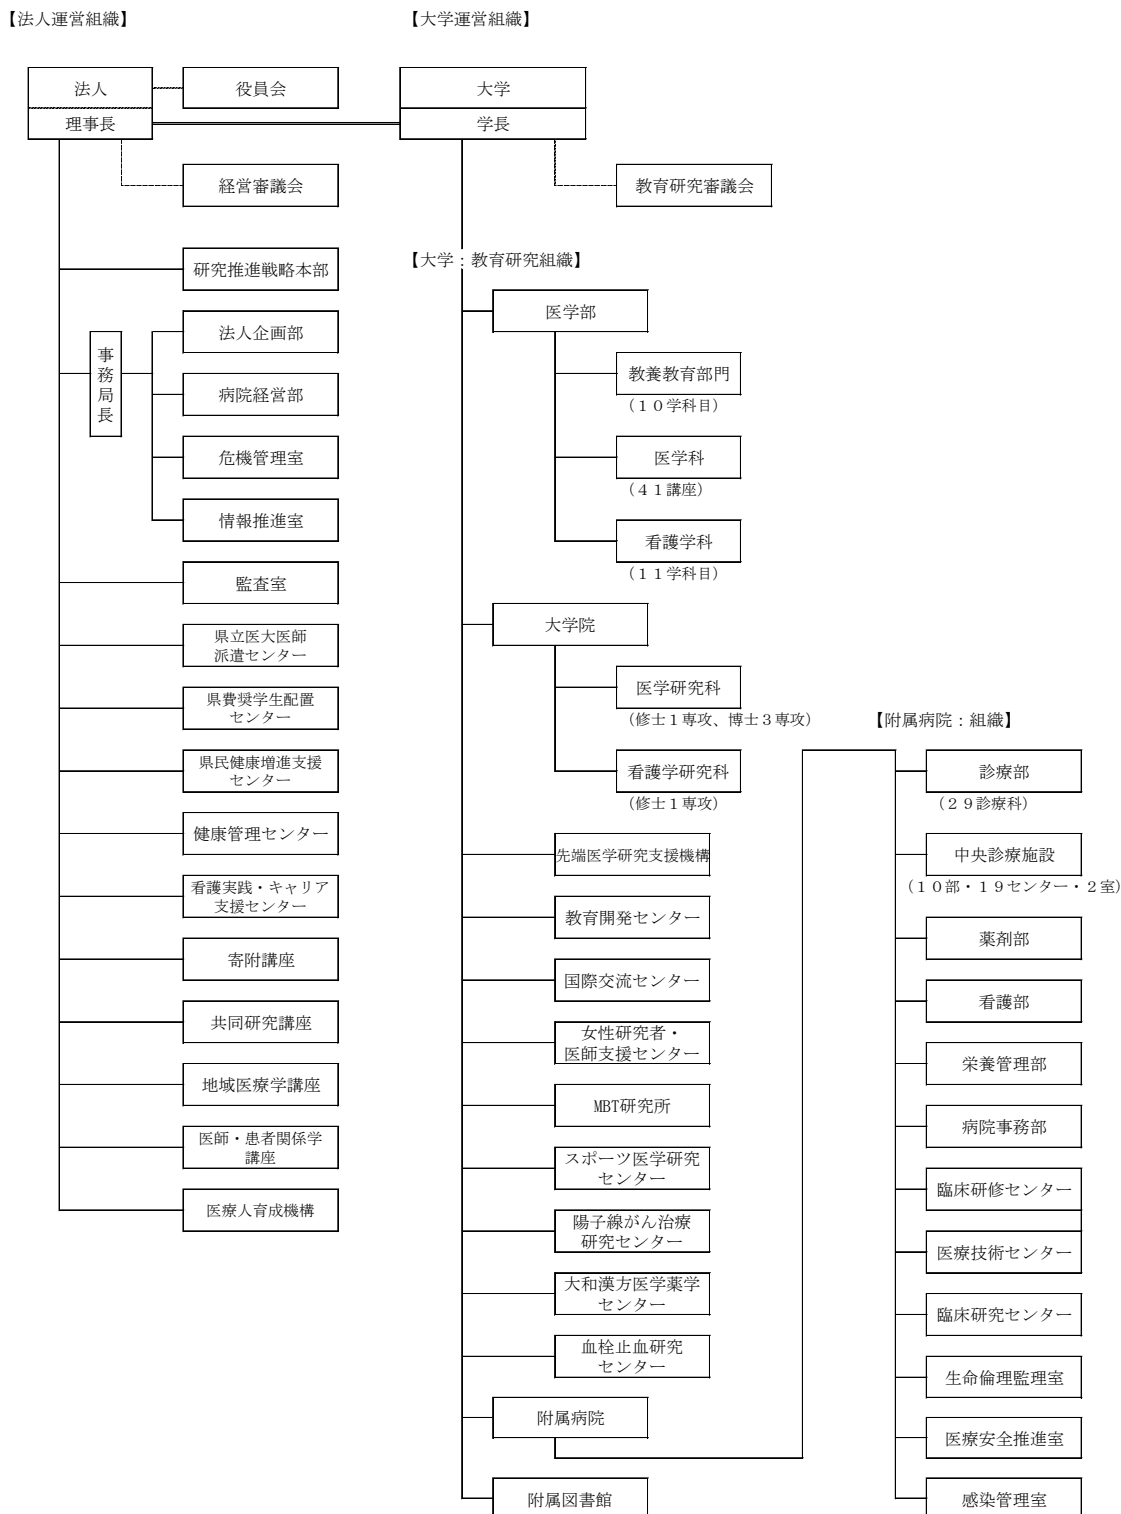 【法人運営組織】
法人
役員会
理事長
経営審議会
研究推進戦略本部
事務局長
法人企画部
病院経営部
危機管理室
情報推進室
監査室
県立医大医師
派遣センター
県費奨学生配置
センター
県民健康増進支援
センター
健康管理センター
看護実践・キャリア
支援センター
寄附講座
共同研究講座
地域医療学講座
医師・患者関係学
講座
医療人育成機構
【大学運営組織】
大学
学長
教育研究審議会
【大学：教育研究組織】
医学部
教養教育部門
（１０学科目）
医学科
（４１講座）
看護学科
（１１学科目）
大学院
医学研究科
（修士１専攻、博士３専攻）
看護学研究科
（修士１専攻）
先端医学研究支援機構
教育開発センター
国際交流センター
女性研究者・
医師支援センター
MBT研究所
スポーツ医学研究
センター
陽子線がん治療
研究センター
大和漢方医学薬学
センター
血栓止血研究
センター
附属病院
附属図書館
【附属病院：組織】
診療部
（２９診療科）
中央診療施設
（１０部・１９センター・２室）
薬剤部
看護部
栄養管理部
病院事務部
臨床研修センター
医療技術センター
臨床研究センター
生命倫理監理室
医療安全推進室
感染管理室